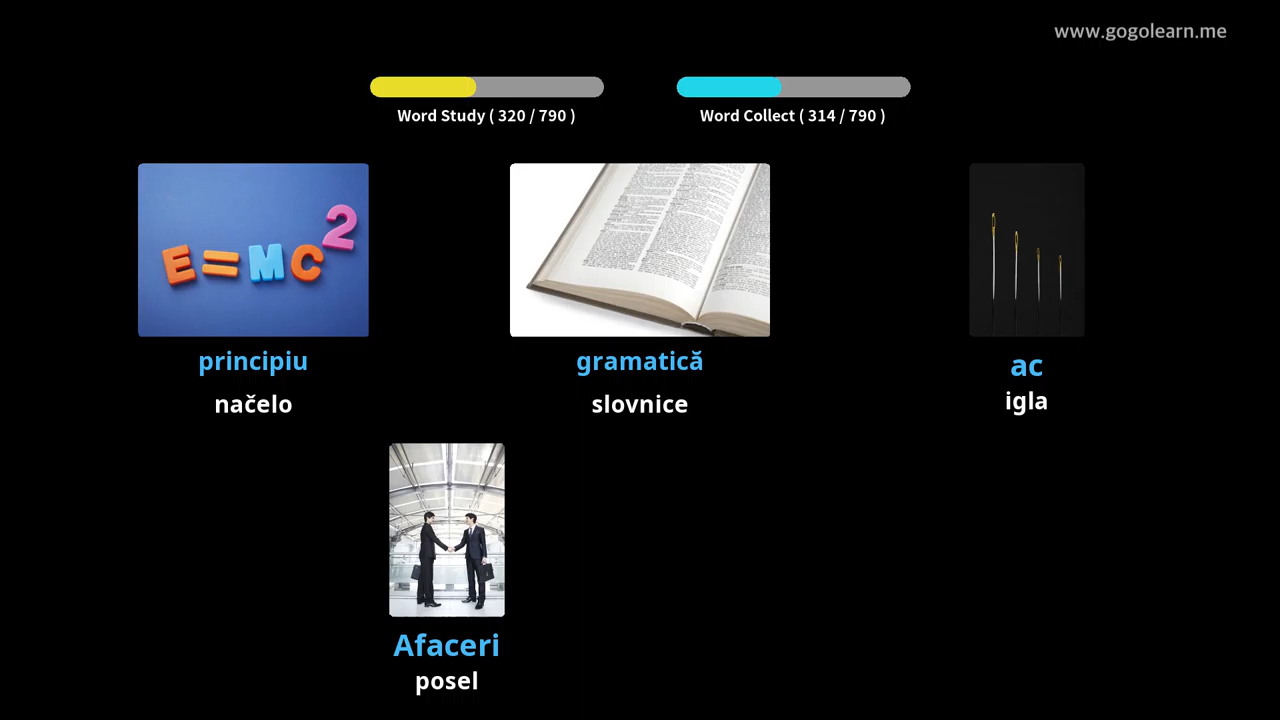 www.gogolearn.me
Word Study ( 320 / 790 )
Word Collect ( 314 / 790 )
E=MC2
principiu
načelo
gramatică
slovnice
ac
igla
Afaceri
posel